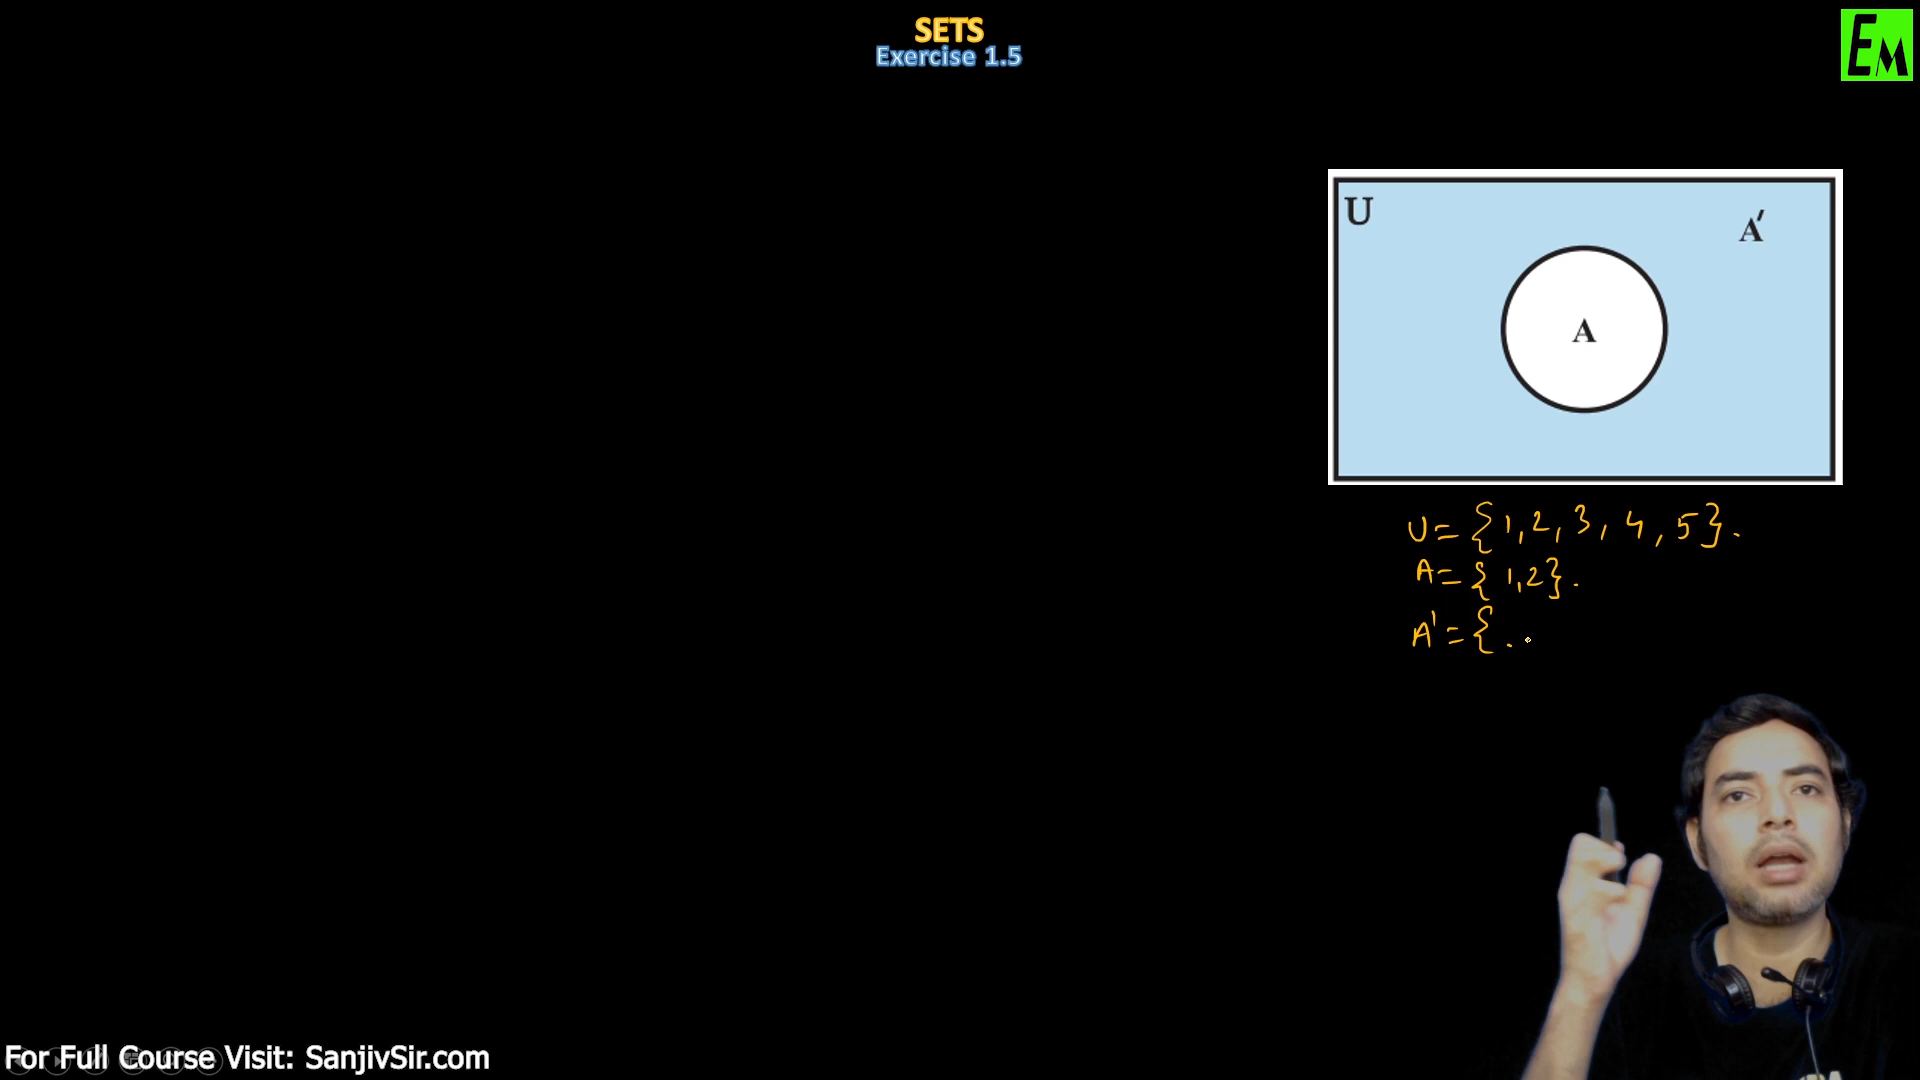 SETS
Exercise 1.5
EM
U
A′
A
U = {1, 2, 3, 4, 5}.
A = {1,2}.
A' = { .
For Full Course Visit: SanjivSir.com